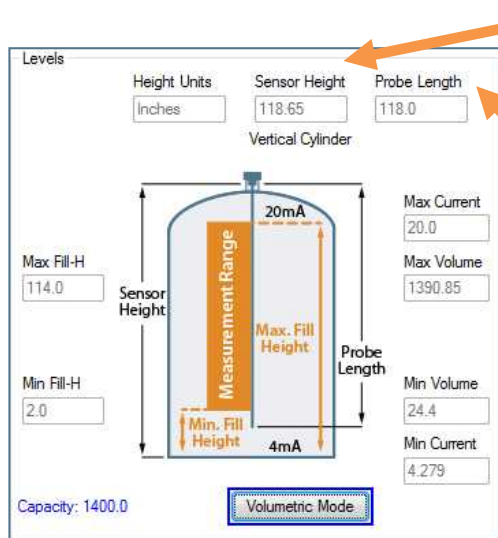 Levels
Height Units Sensor Height Probe Length
Inches 118.65 118.0
Vertical Cylinder
20mA
Max Current
20.0
Max Fill-H
114.0
Max Volume
1390.85
Sensor
Height
Measurement Range
Max. Fill
Height
Probe
Length
Min Fill-H
2.0
Min Volume
24.4
Min. Fill
Height
4mA
Min Current
4.279
Capacity: 1400.0
Volumetric Mode